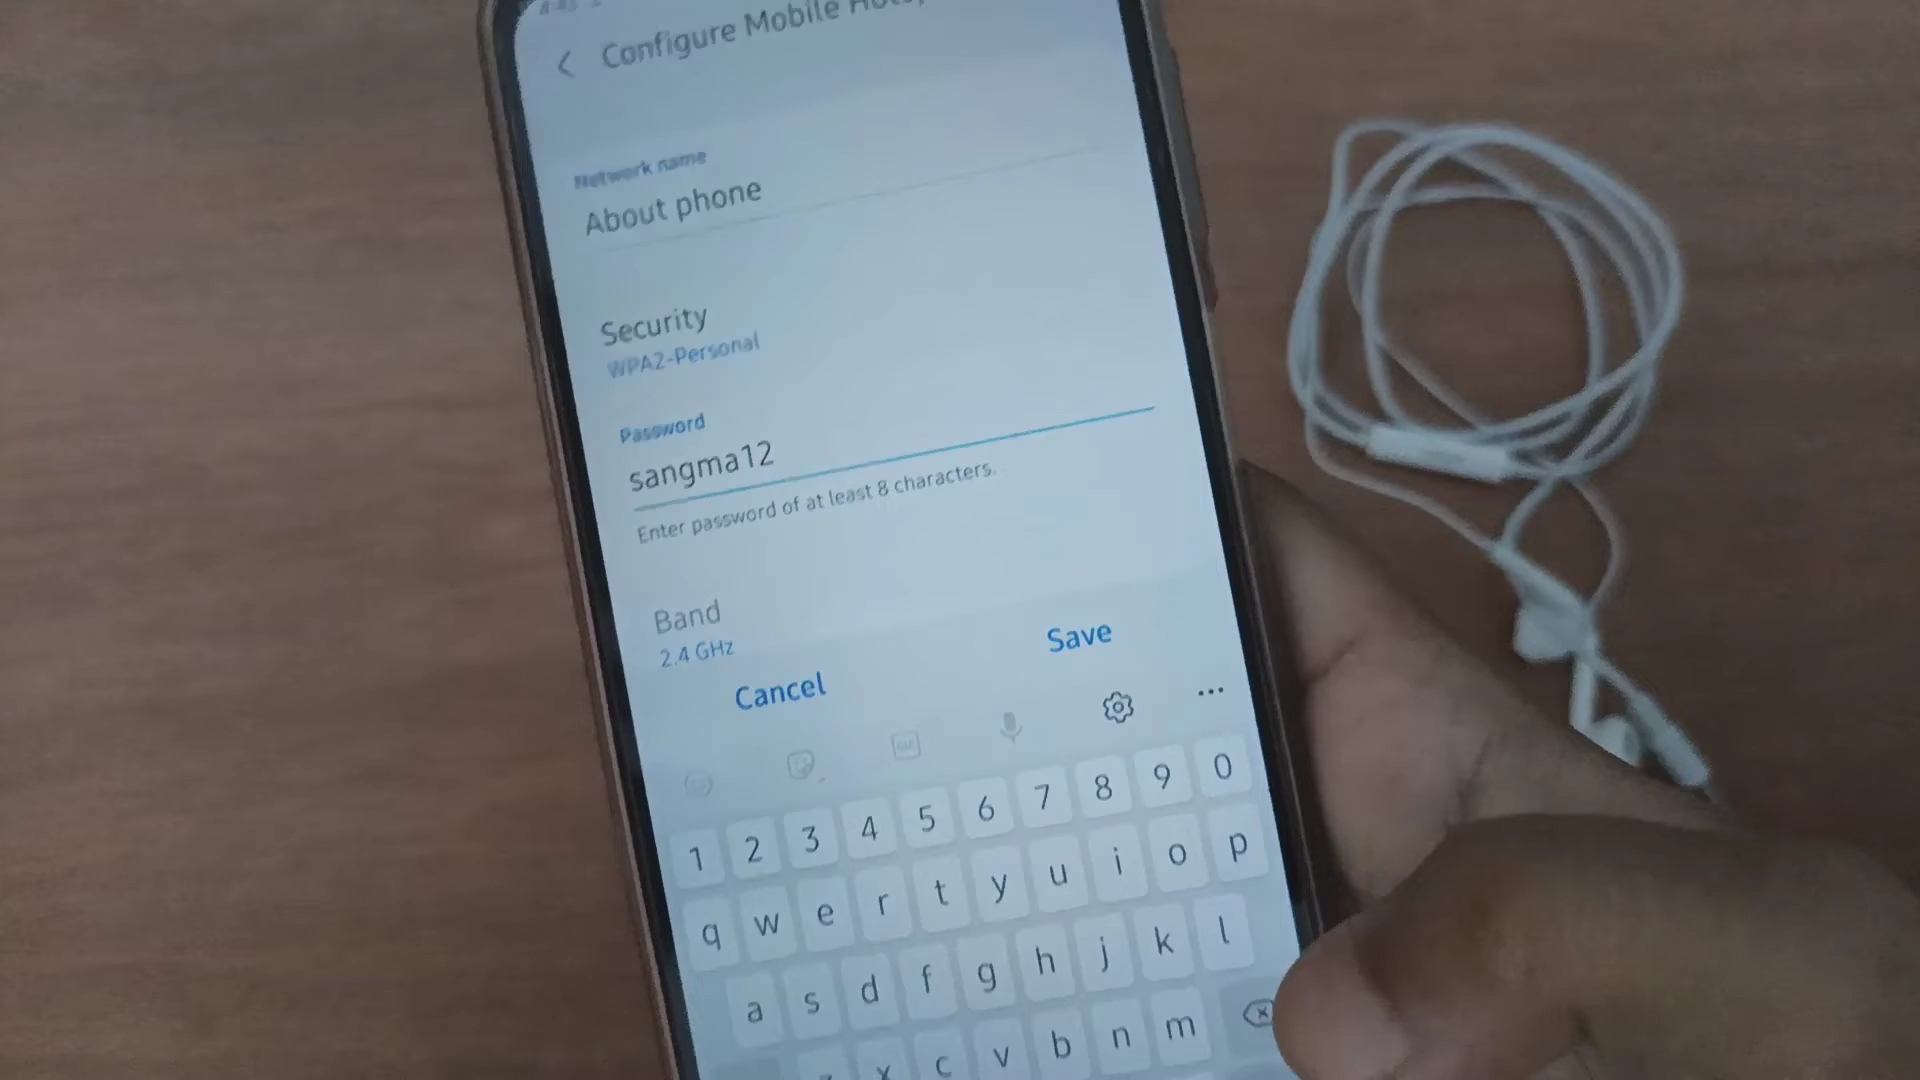 Configure Mobile
Network name
About phone
Security
WPA2-Personal
Password
sangma12
Enter password of at least 8 characters.
Band
2.4 GHz
Cancel Save
GIF
1 2 3 4 5 6 7 8 9 0
q w e r t y u i o p
a s d f g h j k l
x c v b n m